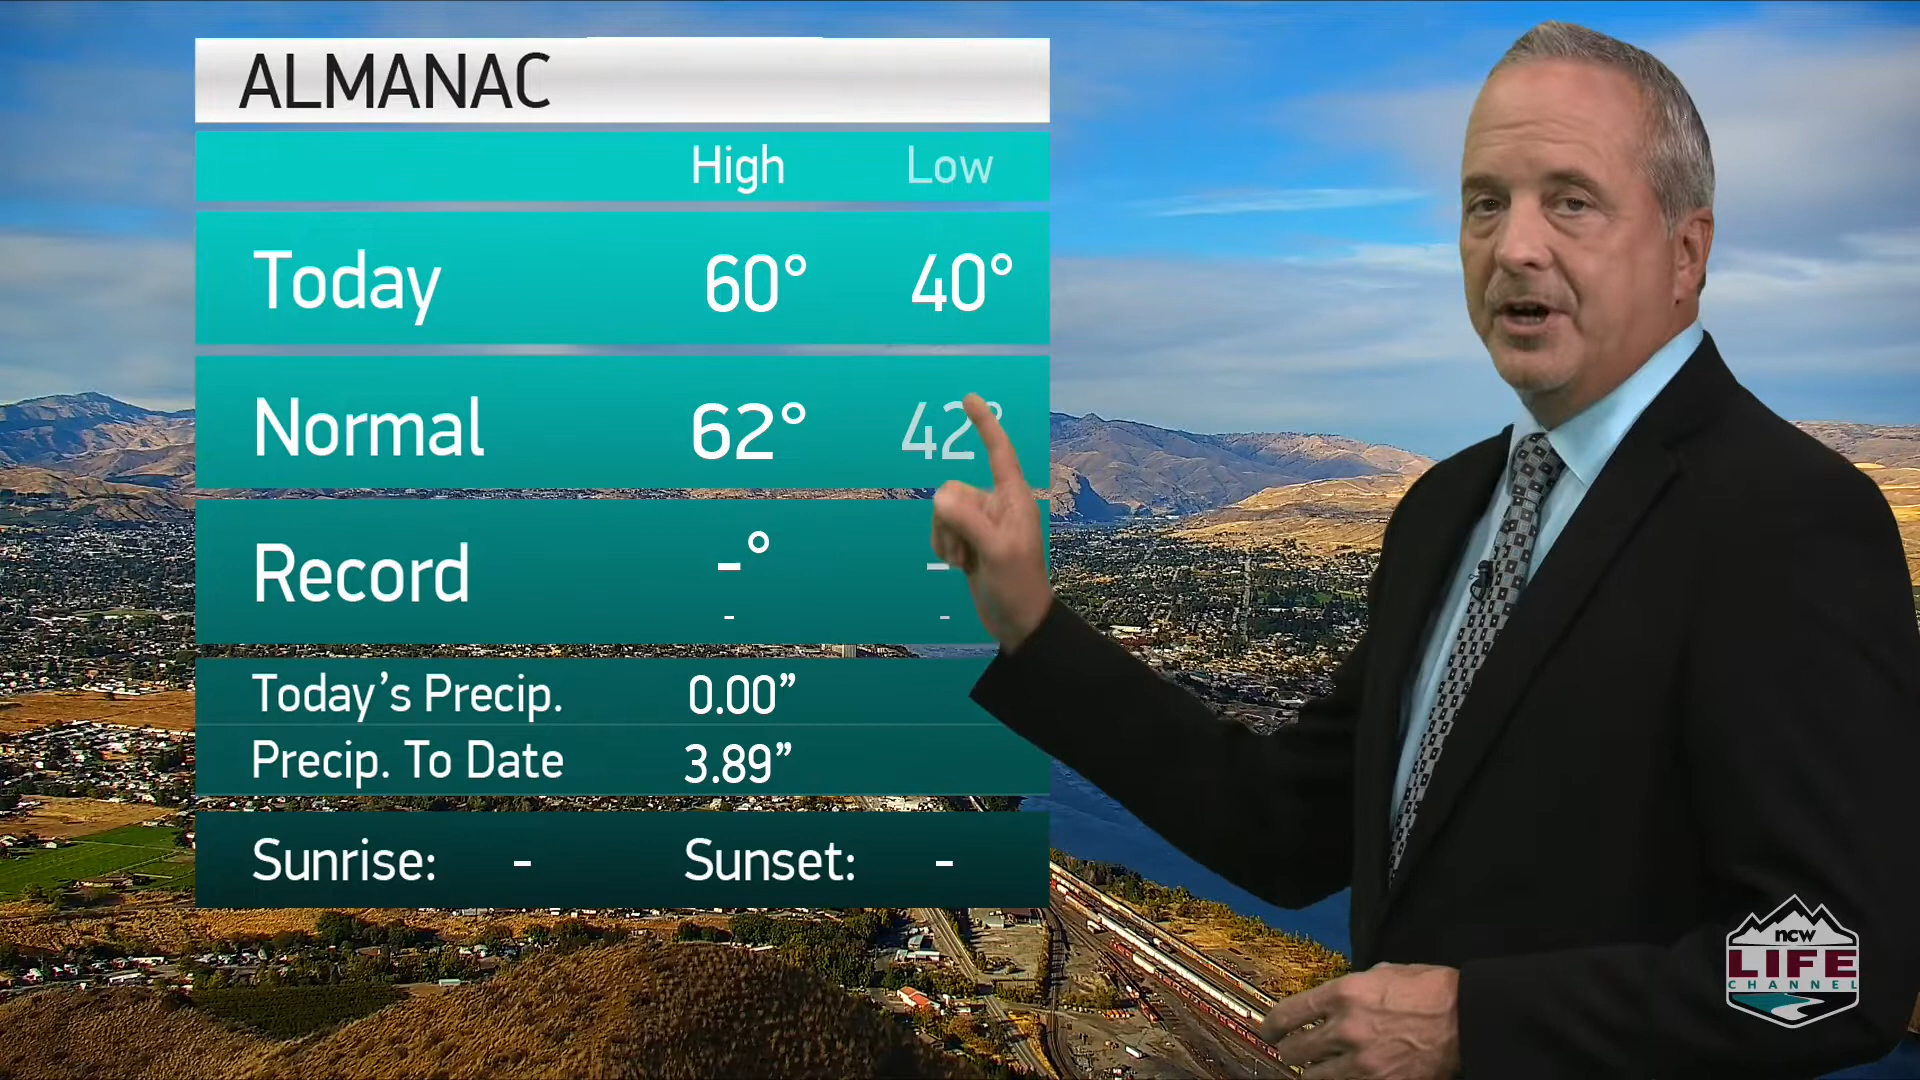 ALMANAC
High Low
Today 60° 40°
Normal 62° 42°
Record -° -
- -
Today's Precip. 0.00”
Precip. To Date 3.89”
Sunrise: - Sunset: -
ncw
LIFE
CHANNEL